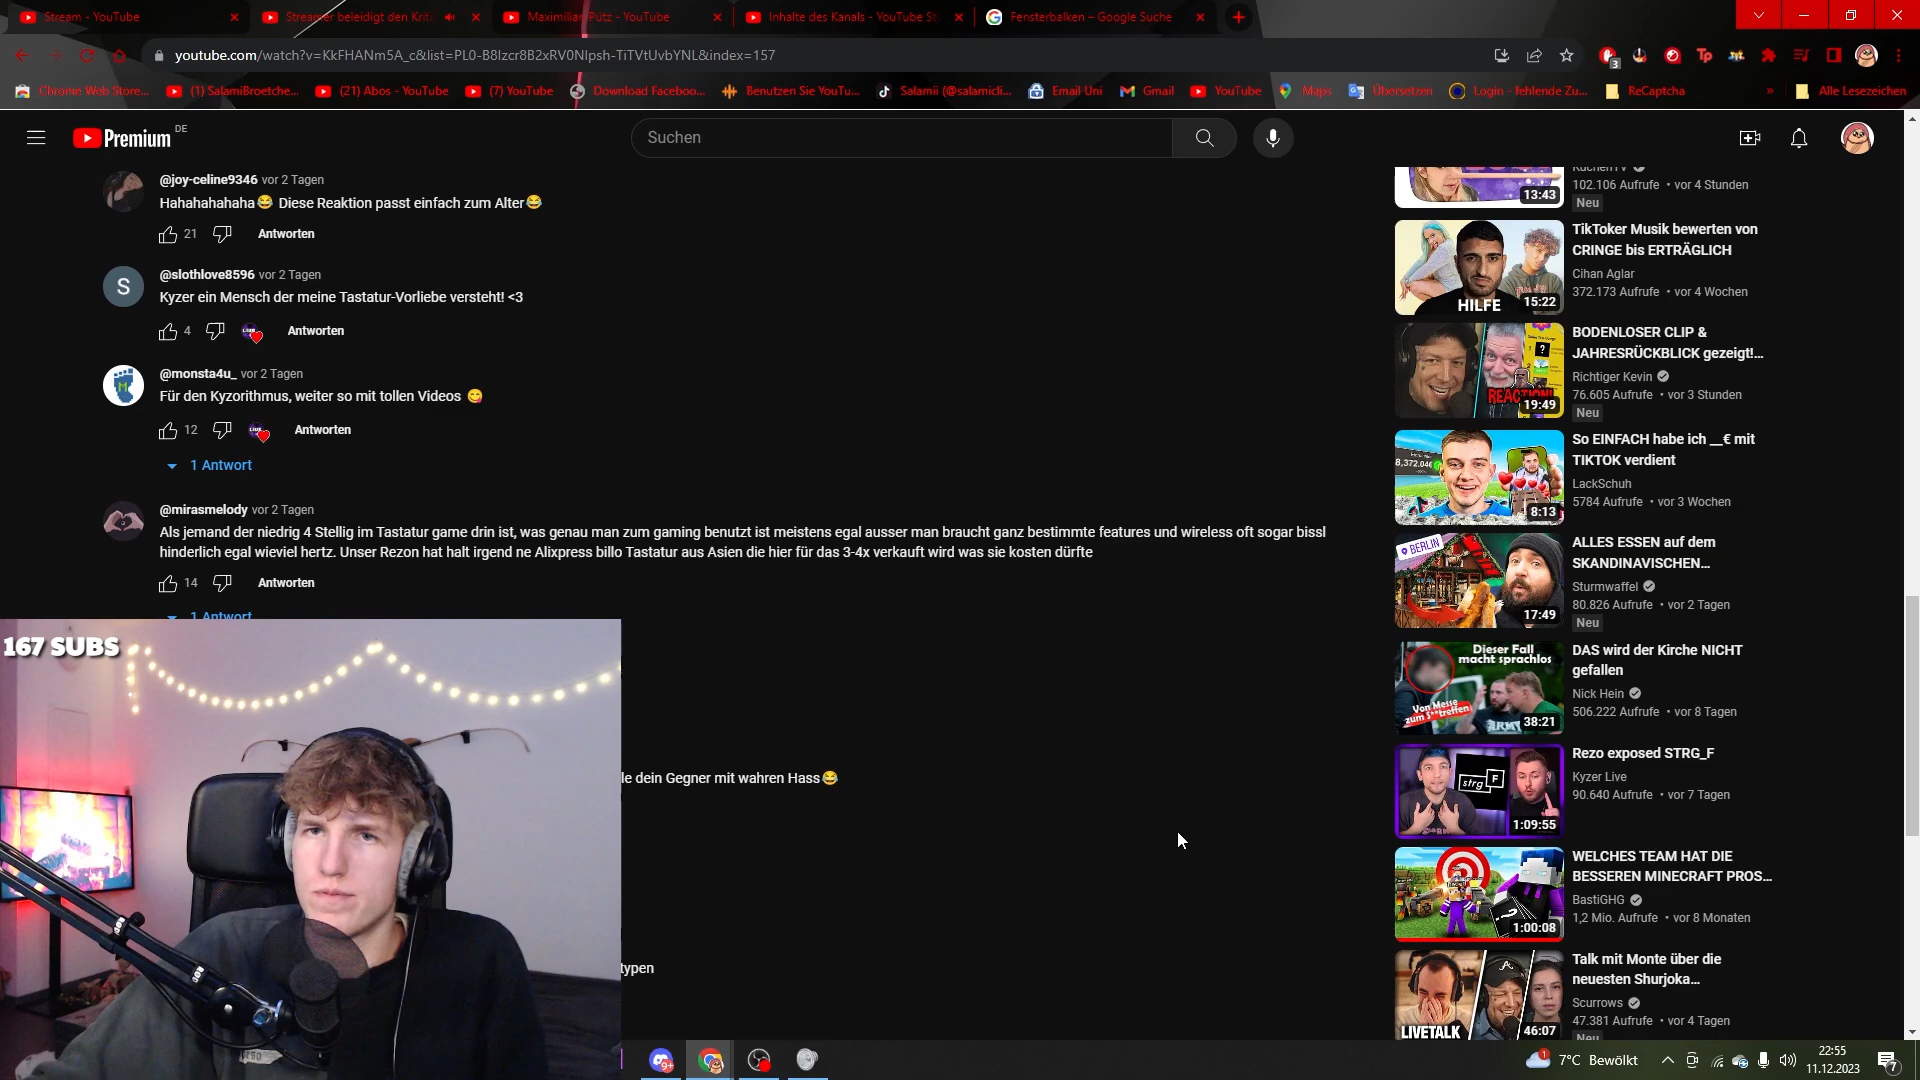 Stream - YouTube
Streamer beleidigt den Krit
Maximilian Pütz - YouTube
Inhalte des Kanals - YouTube St
Fensterbalken – Google Suche
youtube.com/watch?v=KkFHANm5A_c&list=PL0-B8Izcr8B2xRV0NIpsh-TiTVtUvbYNL&index=157
3
Tp
Chrome Web Store...
(1) SalamiBroetche...
(21) Abos - YouTube
(7) YouTube
Download Faceboo...
Benutzen Sie YouTu...
Salamii (@salamicli...
Email Uni
Gmail
YouTube
Maps
Übersetzen
Login - fehlende Zu...
ReCaptcha
»
Alle Lesezeichen
Premium DE
Suchen
@joy-celine9346 vor 2 Tagen
Hahahahahaha😂 Diese Reaktion passt einfach zum Alter😂
21 Antworten
S
@slothlove8596 vor 2 Tagen
Kyzer ein Mensch der meine Tastatur-Vorliebe versteht! <3
4 Antworten
M
@monsta4u_ vor 2 Tagen
Für den Kyzorithmus, weiter so mit tollen Videos 😋
12 Antworten
1 Antwort
@mirasmelody vor 2 Tagen
Als jemand der niedrig 4 Stellig im Tastatur game drin ist, was genau man zum gaming benutzt ist meistens egal ausser man braucht ganz bestimmte features und wireless oft sogar bissl
hinderlich egal wieviel hertz. Unser Rezon hat halt irgend ne Alixpress billo Tastatur aus Asien die hier für das 3-4x verkauft wird was sie kosten dürfte
14 Antworten
1 Antwort
167 SUBS
le dein Gegner mit wahren Hass😂
typen
13:43
102.106 Aufrufe • vor 4 Stunden
Neu
HILFE
15:22
TikToker Musik bewerten von
CRINGE bis ERTRÄGLICH
Cihan Aglar
372.173 Aufrufe • vor 4 Wochen
REACTION!
19:49
BODENLOSER CLIP &
JAHRESRÜCKBLICK gezeigt!...
Richtiger Kevin
76.605 Aufrufe • vor 3 Stunden
Neu
8,372.04€
8:13
So EINFACH habe ich __€ mit
TIKTOK verdient
LackSchuh
5784 Aufrufe • vor 3 Wochen
BERLIN
17:49
ALLES ESSEN auf dem
SKANDINAVISCHEN...
Sturmwaffel
80.826 Aufrufe • vor 2 Tagen
Neu
Dieser Fall
macht sprachlos
Von Messe
zum S**treffen
38:21
DAS wird der Kirche NICHT
gefallen
Nick Hein
506.222 Aufrufe • vor 8 Tagen
strg F
1:09:55
Rezo exposed STRG_F
Kyzer Live
90.640 Aufrufe • vor 7 Tagen
1:00:08
WELCHES TEAM HAT DIE
BESSEREN MINECRAFT PROS...
BastiGHG
1,2 Mio. Aufrufe • vor 8 Monaten
LIVETALK
46:07
Talk mit Monte über die
neuesten Shurjoka...
Scurrows
47.381 Aufrufe • vor 4 Tagen
Neu
9+
1
7°C Bewölkt
22:55
11.12.2023
7